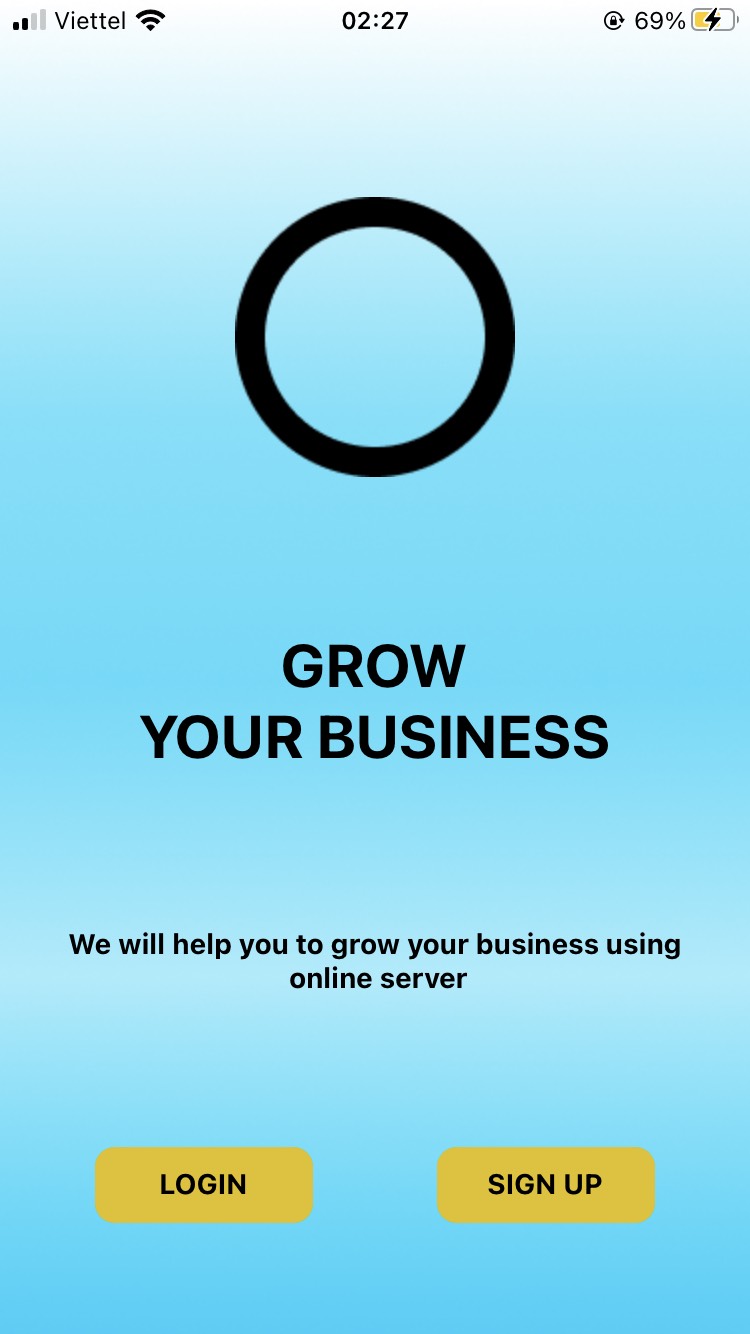 Viettel 02:27 69%
GROW
YOUR BUSINESS
We will help you to grow your business using
online server
LOGIN SIGN UP